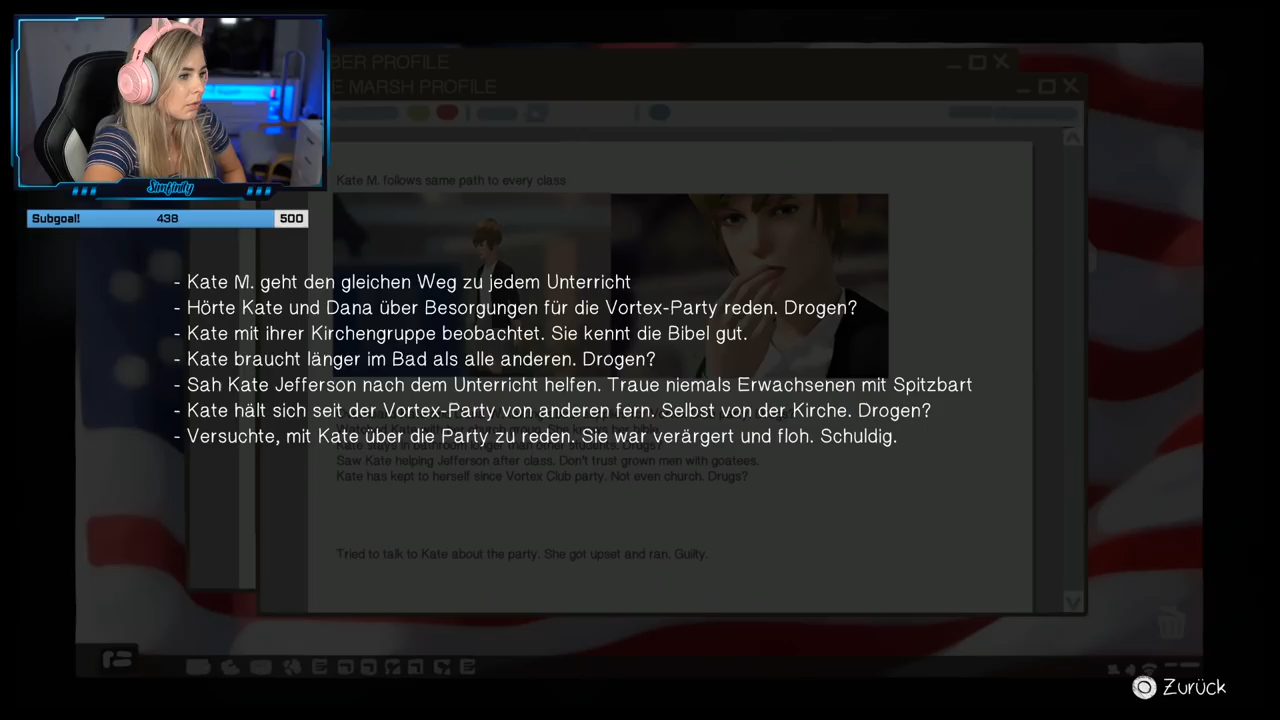 BER PROFILE
E MARSH PROFILE
Kate M. follows same path to every class
Simfinity
Subgoal! 438 500
- Kate M. geht den gleichen Weg zu jedem Unterricht
- Hörte Kate und Dana über Besorgungen für die Vortex-Party reden. Drogen?
- Kate mit ihrer Kirchengruppe beobachtet. Sie kennt die Bibel gut.
- Kate braucht länger im Bad als alle anderen. Drogen?
- Sah Kate Jefferson nach dem Unterricht helfen. Traue niemals Erwachsenen mit Spitzbart
- Kate hält sich seit der Vortex-Party von anderen fern. Selbst von der Kirche. Drogen?
- Versuchte, mit Kate über die Party zu reden. Sie war verärgert und floh. Schuldig.
Saw Kate helping Jefferson after class. Don't trust grown men with goatees.
Kate has kept to herself since Vortex Club party. Not even church. Drugs?
Tried to talk to Kate about the party. She got upset and ran. Guilty.
Zurück